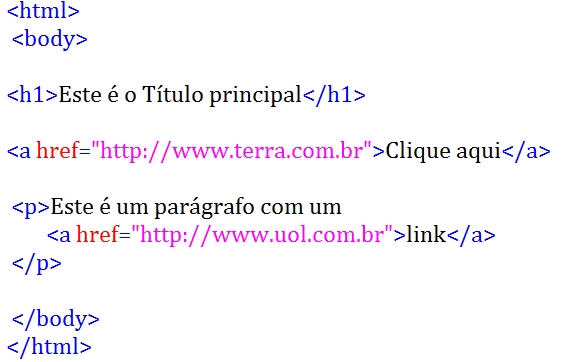 <html>
<body>
<h1>Este é o Título principal</h1>
<a href="http://www.terra.com.br">Clique aqui</a>
<p>Este é um parágrafo com um
<a href="http://www.uol.com.br">link</a>
</p>
</body>
</html>